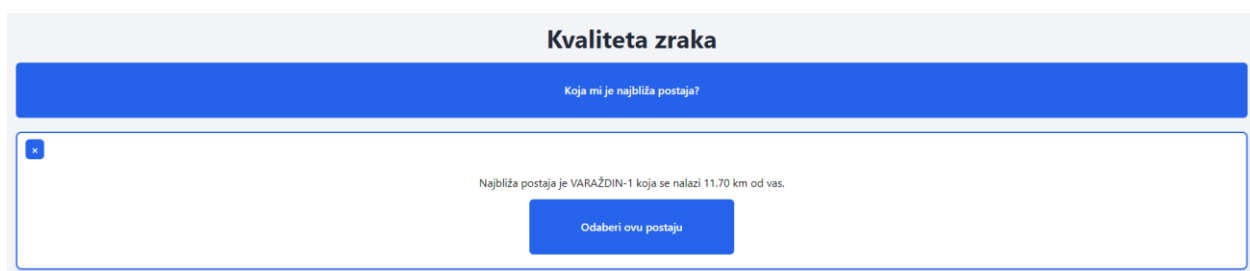 Kvaliteta zraka
Koja mi je najbliža postaja?
×
Najbliža postaja je VARAŽDIN-1 koja se nalazi 11.70 km od vas.
Odaberi ovu postaju